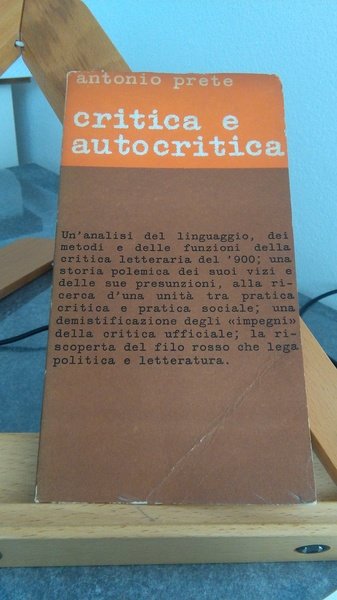 antonio prete
critica e
autocritica
Un'analisi del linguaggio, dei
metodi e delle funzioni della
critica letteraria del '900; una
storia polemica dei suoi vizi e
delle sue presunzioni, alla ri-
cerca d'una unità tra pratica
critica e pratica sociale; una
demistificazione degli «impegni»
della critica ufficiale; la ri-
scoperta del filo rosso che lega
politica e letteratura.